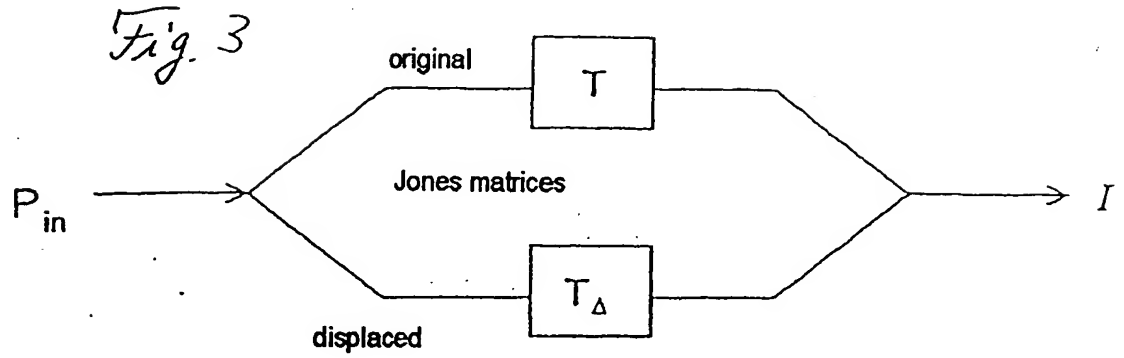 Fig. 3
original
T
Jones matrices
P in
I
T Δ
displaced